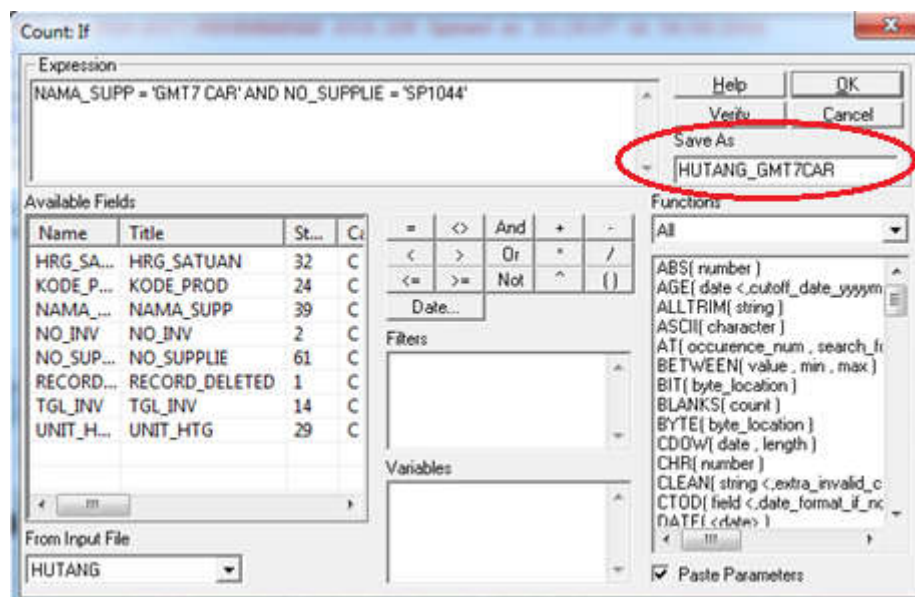 Count: If
Expression
NAMA_SUPP = 'GMT7 CAR' AND NO_SUPPLIE = 'SP1044'
Help
OK
Verify
Cancel
Save As
HUTANG_GMT7CAR
Available Fields
Name Title St... Ca
HRG_SA... HRG_SATUAN 32 C
KODE_P... KODE_PROD 24 C
NAMA_... NAMA_SUPP 39 C
NO_INV NO_INV 2 C
NO_SUP... NO_SUPPLIE 61 C
RECORD... RECORD_DELETED 1 C
TGL_INV TGL_INV 14 C
UNIT_H... UNIT_HTG 29 C
From Input File
HUTANG
= <> And + -
< > Or * /
<= >= Not ^ ( )
Date...
Filters
Variables
Functions
All
ABS( number )
AGE( date <,cutoff_date_yyyym
ALLTRIM( string )
ASCII( character )
AT( occurence_num , search_fo
BETWEEN( value , min , max )
BIT( byte_location )
BLANKS( count )
BYTE( byte_location )
CDOW( date , length )
CHR( number )
CLEAN( string <,extra_invalid_c
CTOD( field <,date_format_if_nc
DATE( <date> )
Paste Parameters